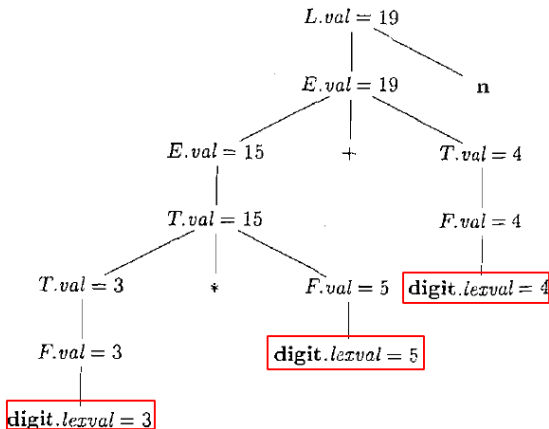 L.val = 19
E.val = 19 n
E.val = 15 + T.val = 4
T.val = 15 F.val = 4
T.val = 3 * F.val = 5 digit.lexval = 4
F.val = 3 digit.lexval = 5
digit.lexval = 3